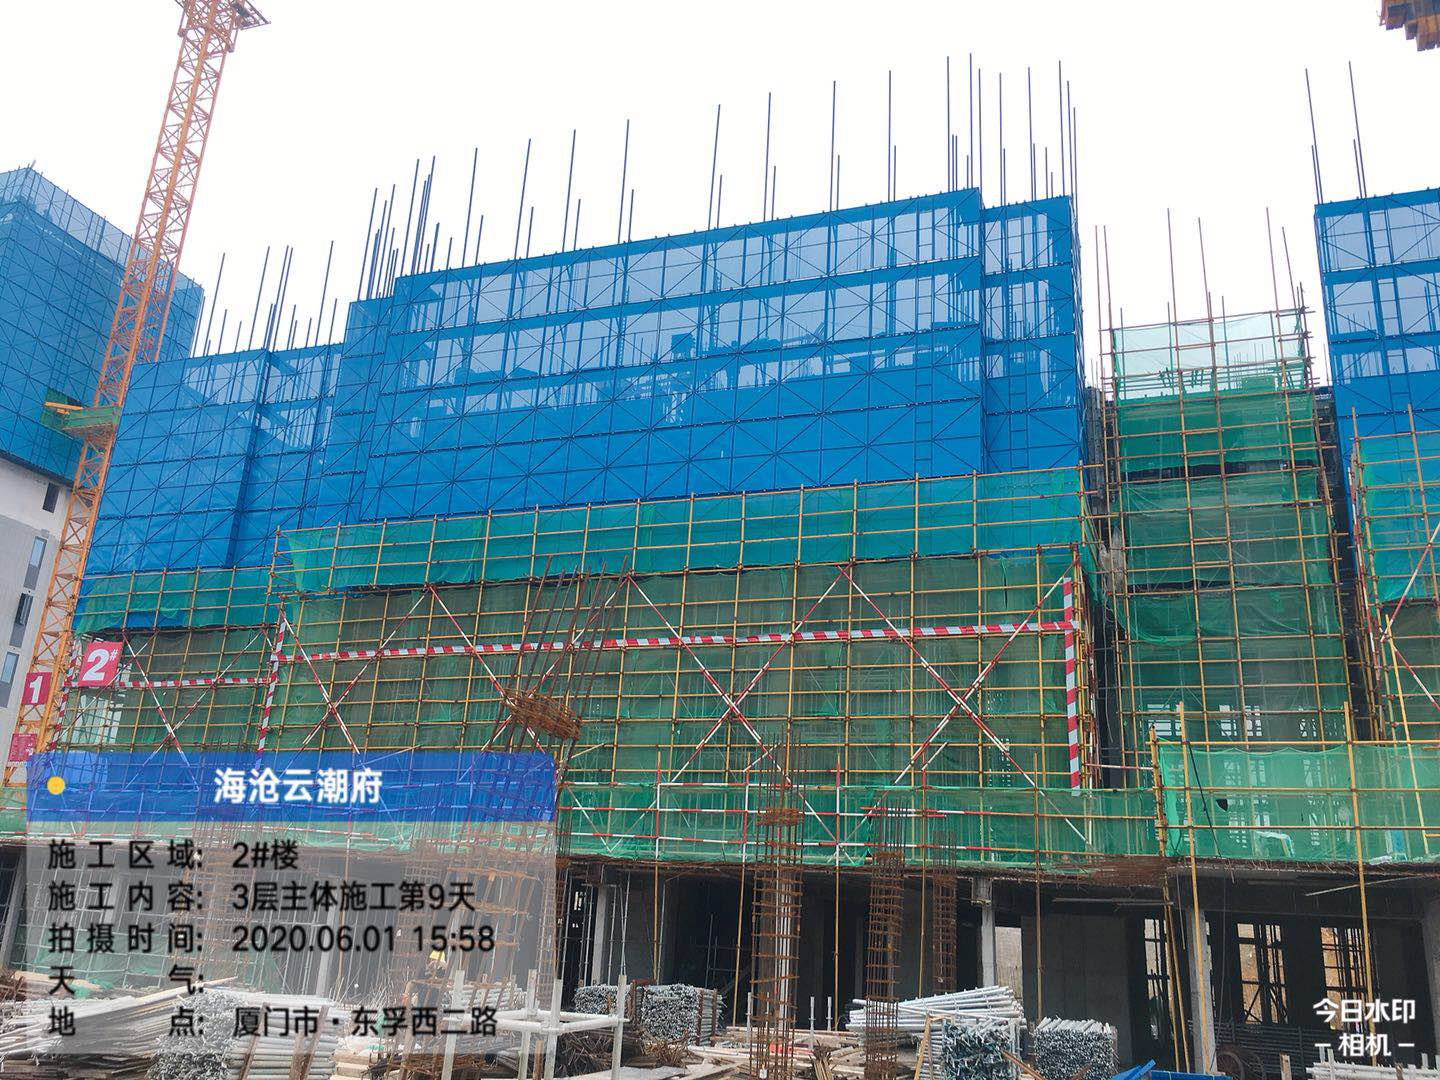 2#
1
海沧云潮府
施工区域: 2#楼
施工内容: 3层主体施工第9天
拍摄时间: 2020.06.01 15:58
天气:
地点: 厦门市·东孚西二路
今日水印
-相机-